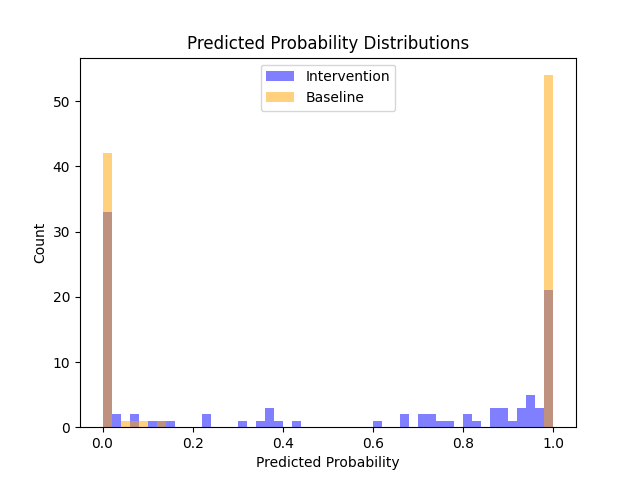 Predicted Probability Distributions
Intervention
Baseline
50
40
30
20
10
0
Count
0.0 0.2 0.4 0.6 0.8 1.0
Predicted Probability